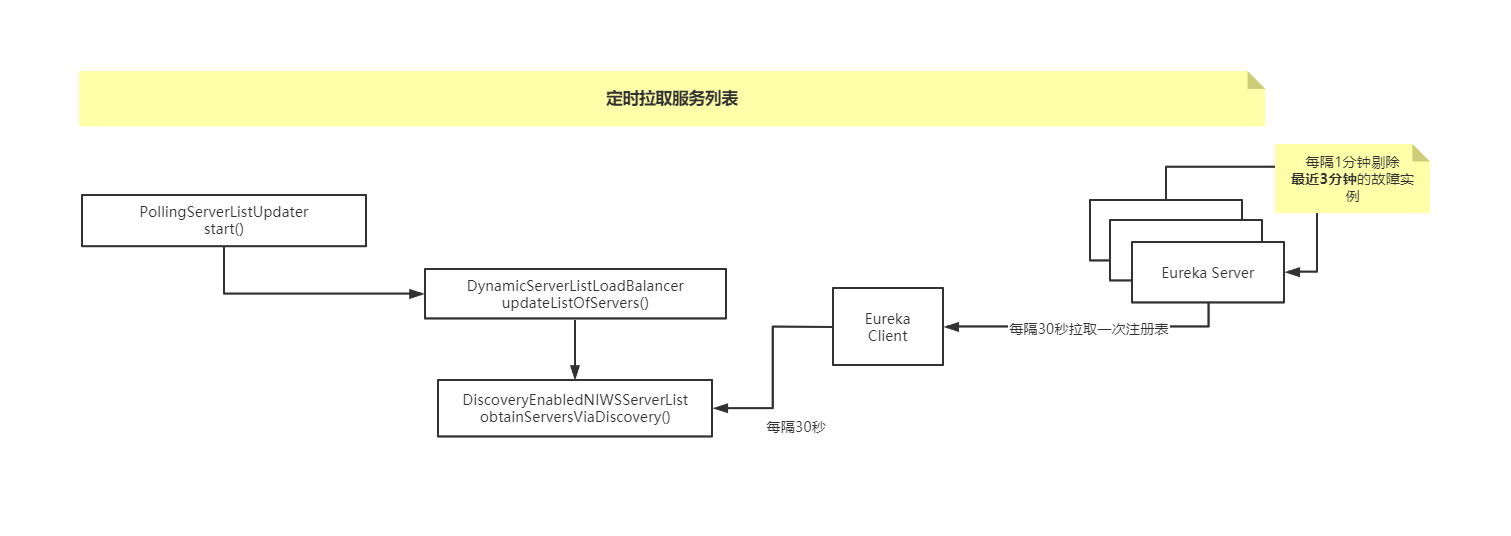 定时拉取服务列表
每隔1分钟剔除
最近3分钟的故障实
例
PollingServerListUpdater
start()
Eureka Server
DynamicServerListLoadBalancer
updateListOfServers()
Eureka
Client
每隔30秒拉取一次注册表
DiscoveryEnabledNIWSServerList
obtainServersViaDiscovery()
每隔30秒